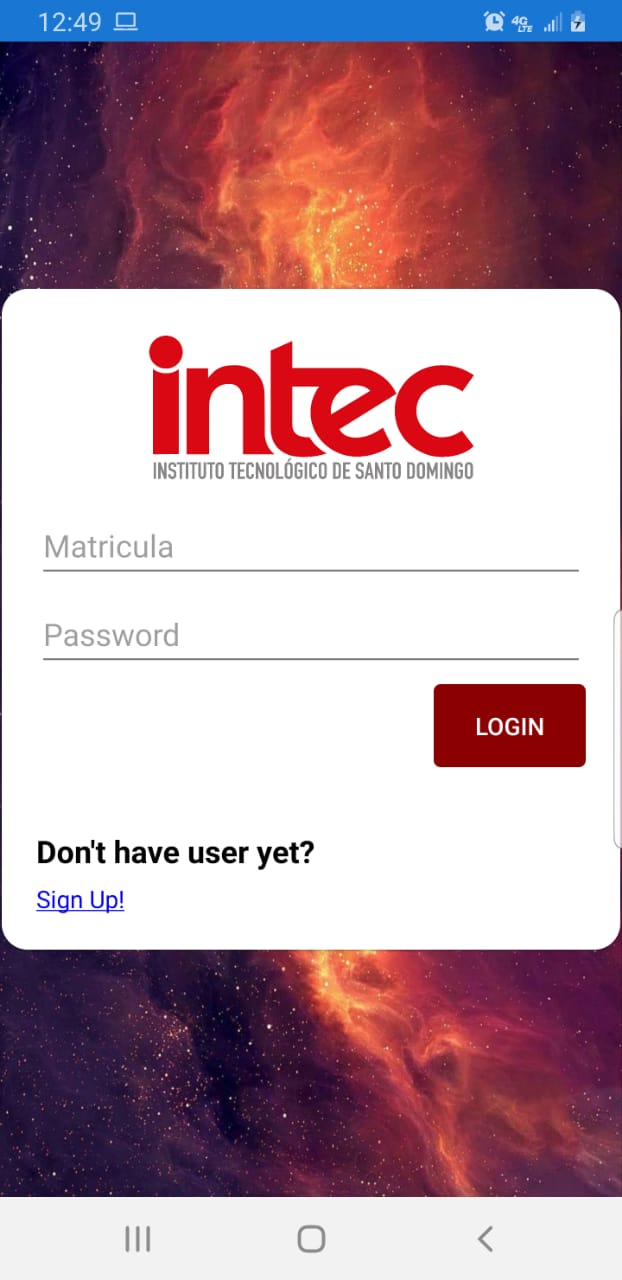 12:49
4G LTE
intec
INSTITUTO TECNOLÓGICO DE SANTO DOMINGO
Matricula
Password
LOGIN
Don't have user yet?
Sign Up!